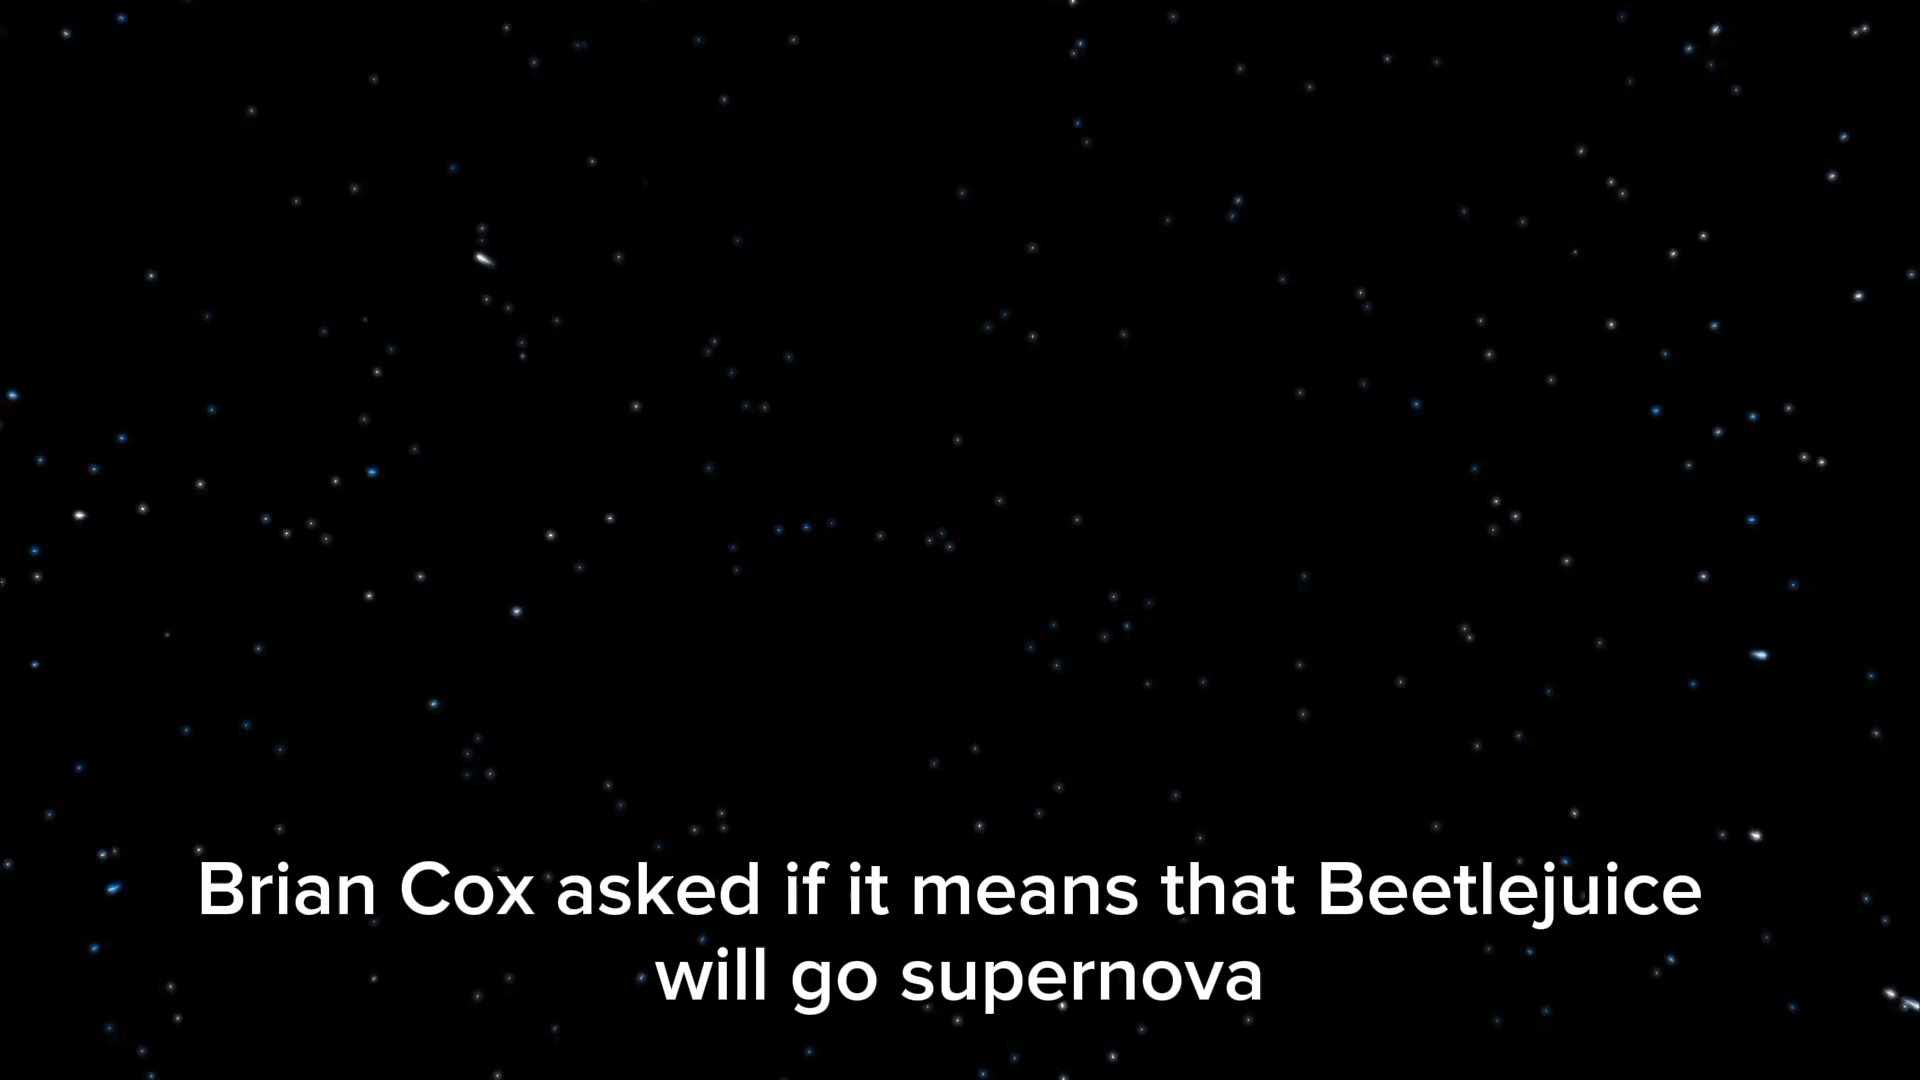 Brian Cox asked if it means that Beetlejuice
will go supernova